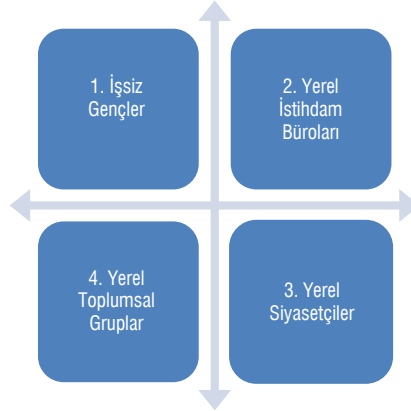 1. İşsiz
Gençler
2. Yerel
İstihdam
Büroları
4. Yerel
Toplumsal
Gruplar
3. Yerel
Siyasetçiler